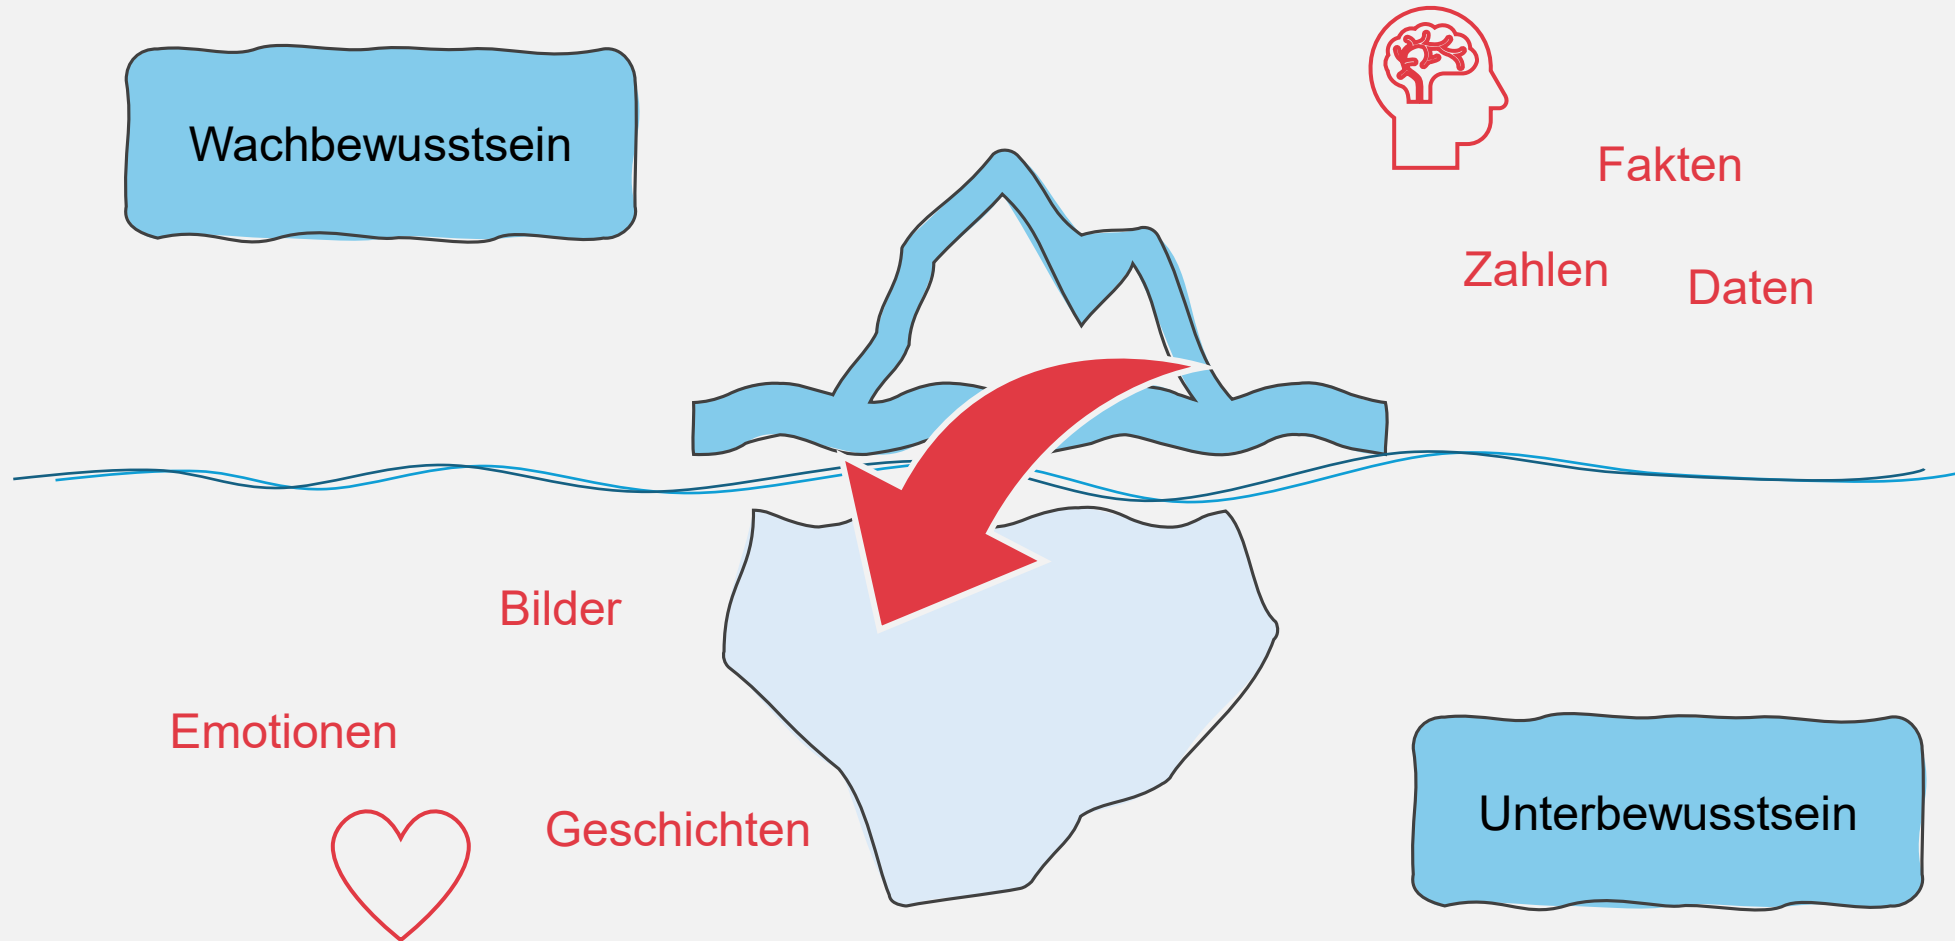 Wachbewusstsein
Fakten
Zahlen
Daten
Bilder
Emotionen
Geschichten
Unterbewusstsein